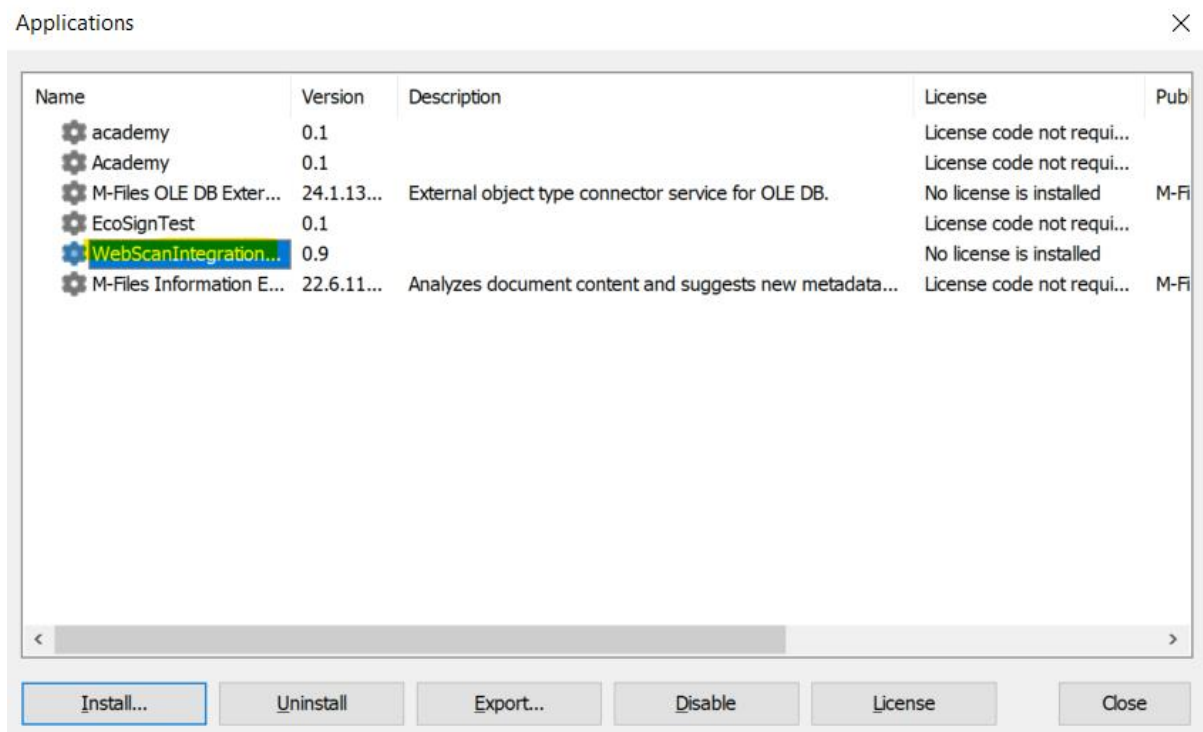 Applications
Name Version Description License Publ
academy 0.1 License code not requi...
Academy 0.1 License code not requi...
M-Files OLE DB Exter... 24.1.13... External object type connector service for OLE DB. No license is installed M-Fi
EcoSignTest 0.1 License code not requi...
WebScanIntegration... 0.9 No license is installed
M-Files Information E... 22.6.11... Analyzes document content and suggests new metadata... License code not requi... M-Fi
Install... Uninstall Export... Disable License Close